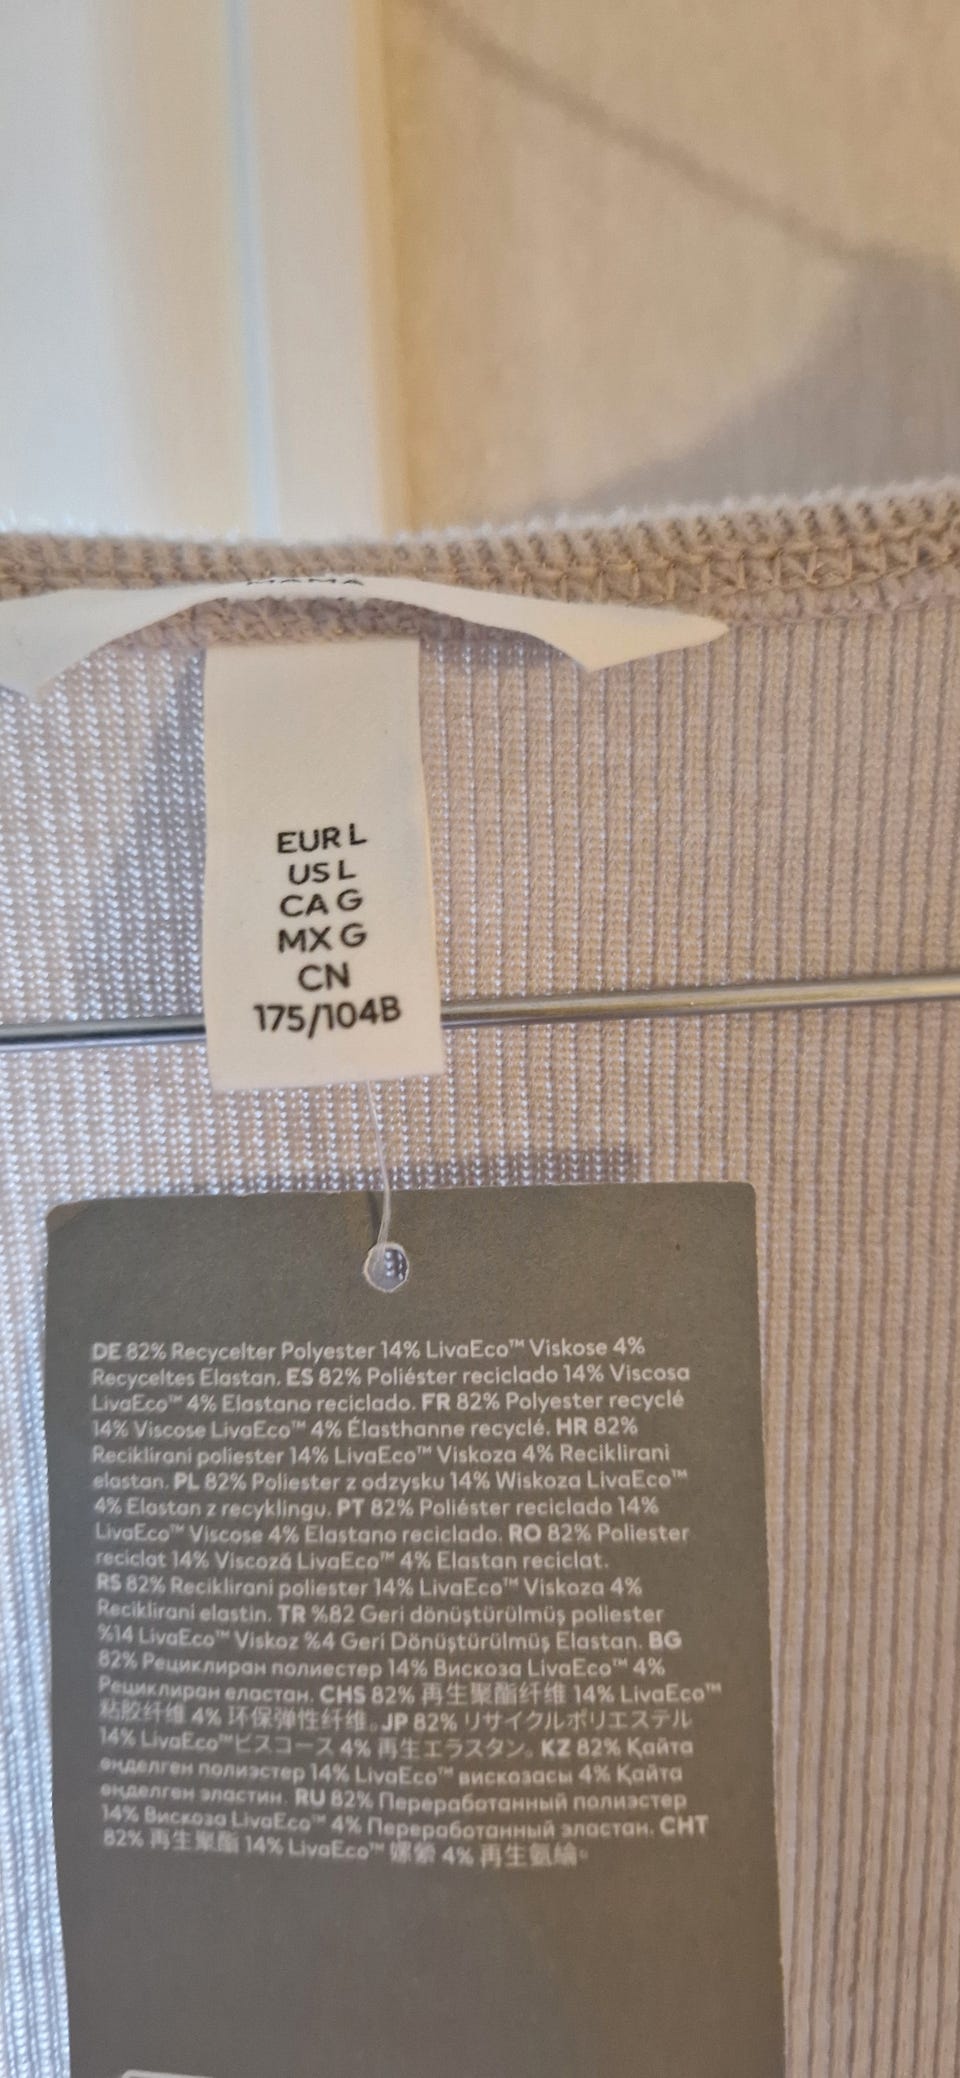 MAMA
EUR L
US L
CA G
MX G
CN
175/104B
DE 82% Recycelter Polyester 14% LivaEco™ Viskose 4%
Recyceltes Elastan. ES 82% Poliéster reciclado 14% Viscosa
LivaEco™ 4% Elastano reciclado. FR 82% Polyester recyclé
14% Viscose LivaEco™ 4% Élasthanne recyclé. HR 82%
Reciklirani poliester 14% LivaEco™ Viskoza 4% Reciklirani
elastan. PL 82% Poliester z odzysku 14% Wiskoza LivaEco™
4% Elastan z recyklingu. PT 82% Poliéster reciclado 14%
LivaEco™ Viscose 4% Elastano reciclado. RO 82% Poliester
reciclat 14% Viscoză LivaEco™ 4% Elastan reciclat.
RS 82% Reciklirani poliester 14% LivaEco™ Viskoza 4%
Reciklirani elastin. TR %82 Geri dönüştürülmüş poliester
%14 LivaEco™ Viskoz %4 Geri Dönüştürülmüş Elastan. BG
82% Рециклиран полиестер 14% Вискоза LivaEco™ 4%
Рециклиран еластан. CHS 82% 再生聚酯纤维 14% LivaEco™
粘胶纤维 4% 环保弹性纤维。JP 82% リサイクルポリエステル
14% LivaEco™ビスコース 4% 再生エラスタン。KZ 82% Қайта
өңделген полиэстер 14% LivaEco™ вискозасы 4% Қайта
өңделген эластин. RU 82% Переработанный полиэстер
14% Вискоза LivaEco™ 4% Переработанный эластан. CHT
82% 再生聚酯 14% LivaEco™ 嫘縈 4% 再生氨綸。